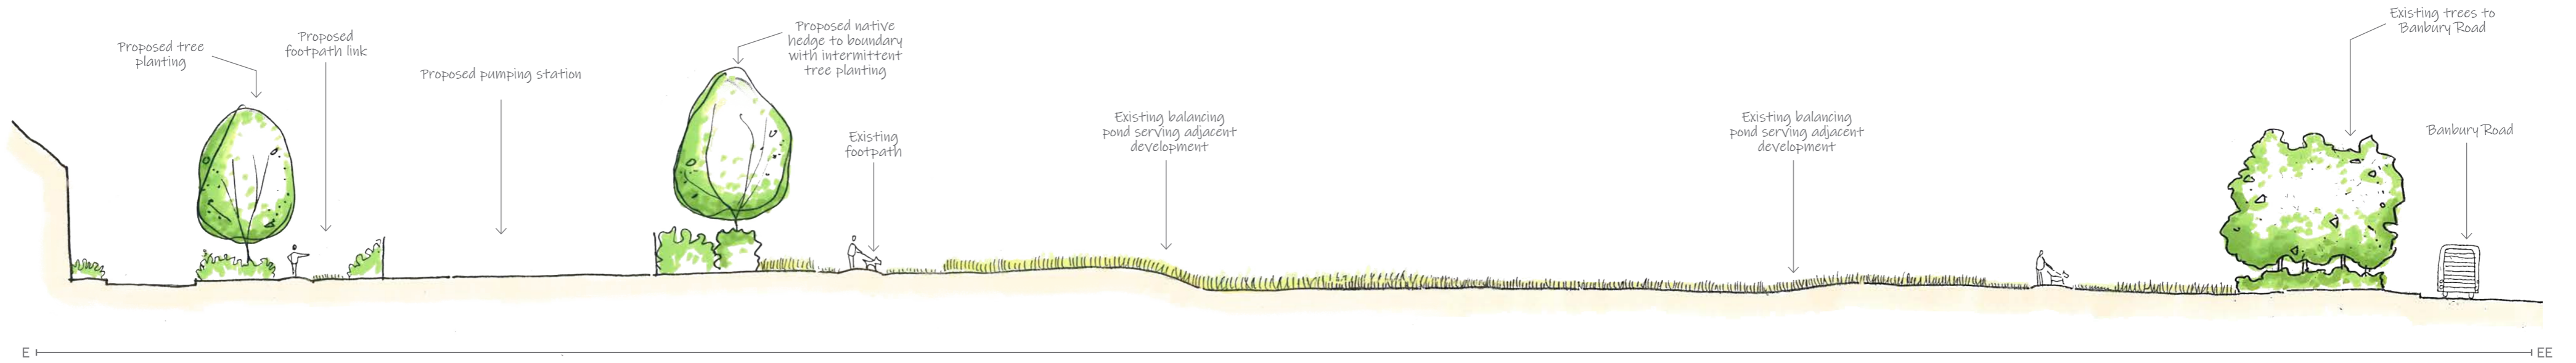 Proposed tree
planting
Proposed
footpath link
Proposed pumping station
Proposed native
hedge to boundary
with intermittent
tree planting
Existing
footpath
Existing balancing
pond serving adjacent
development
Existing balancing
pond serving adjacent
development
Existing trees to
Banbury Road
Banbury Road
E
EE